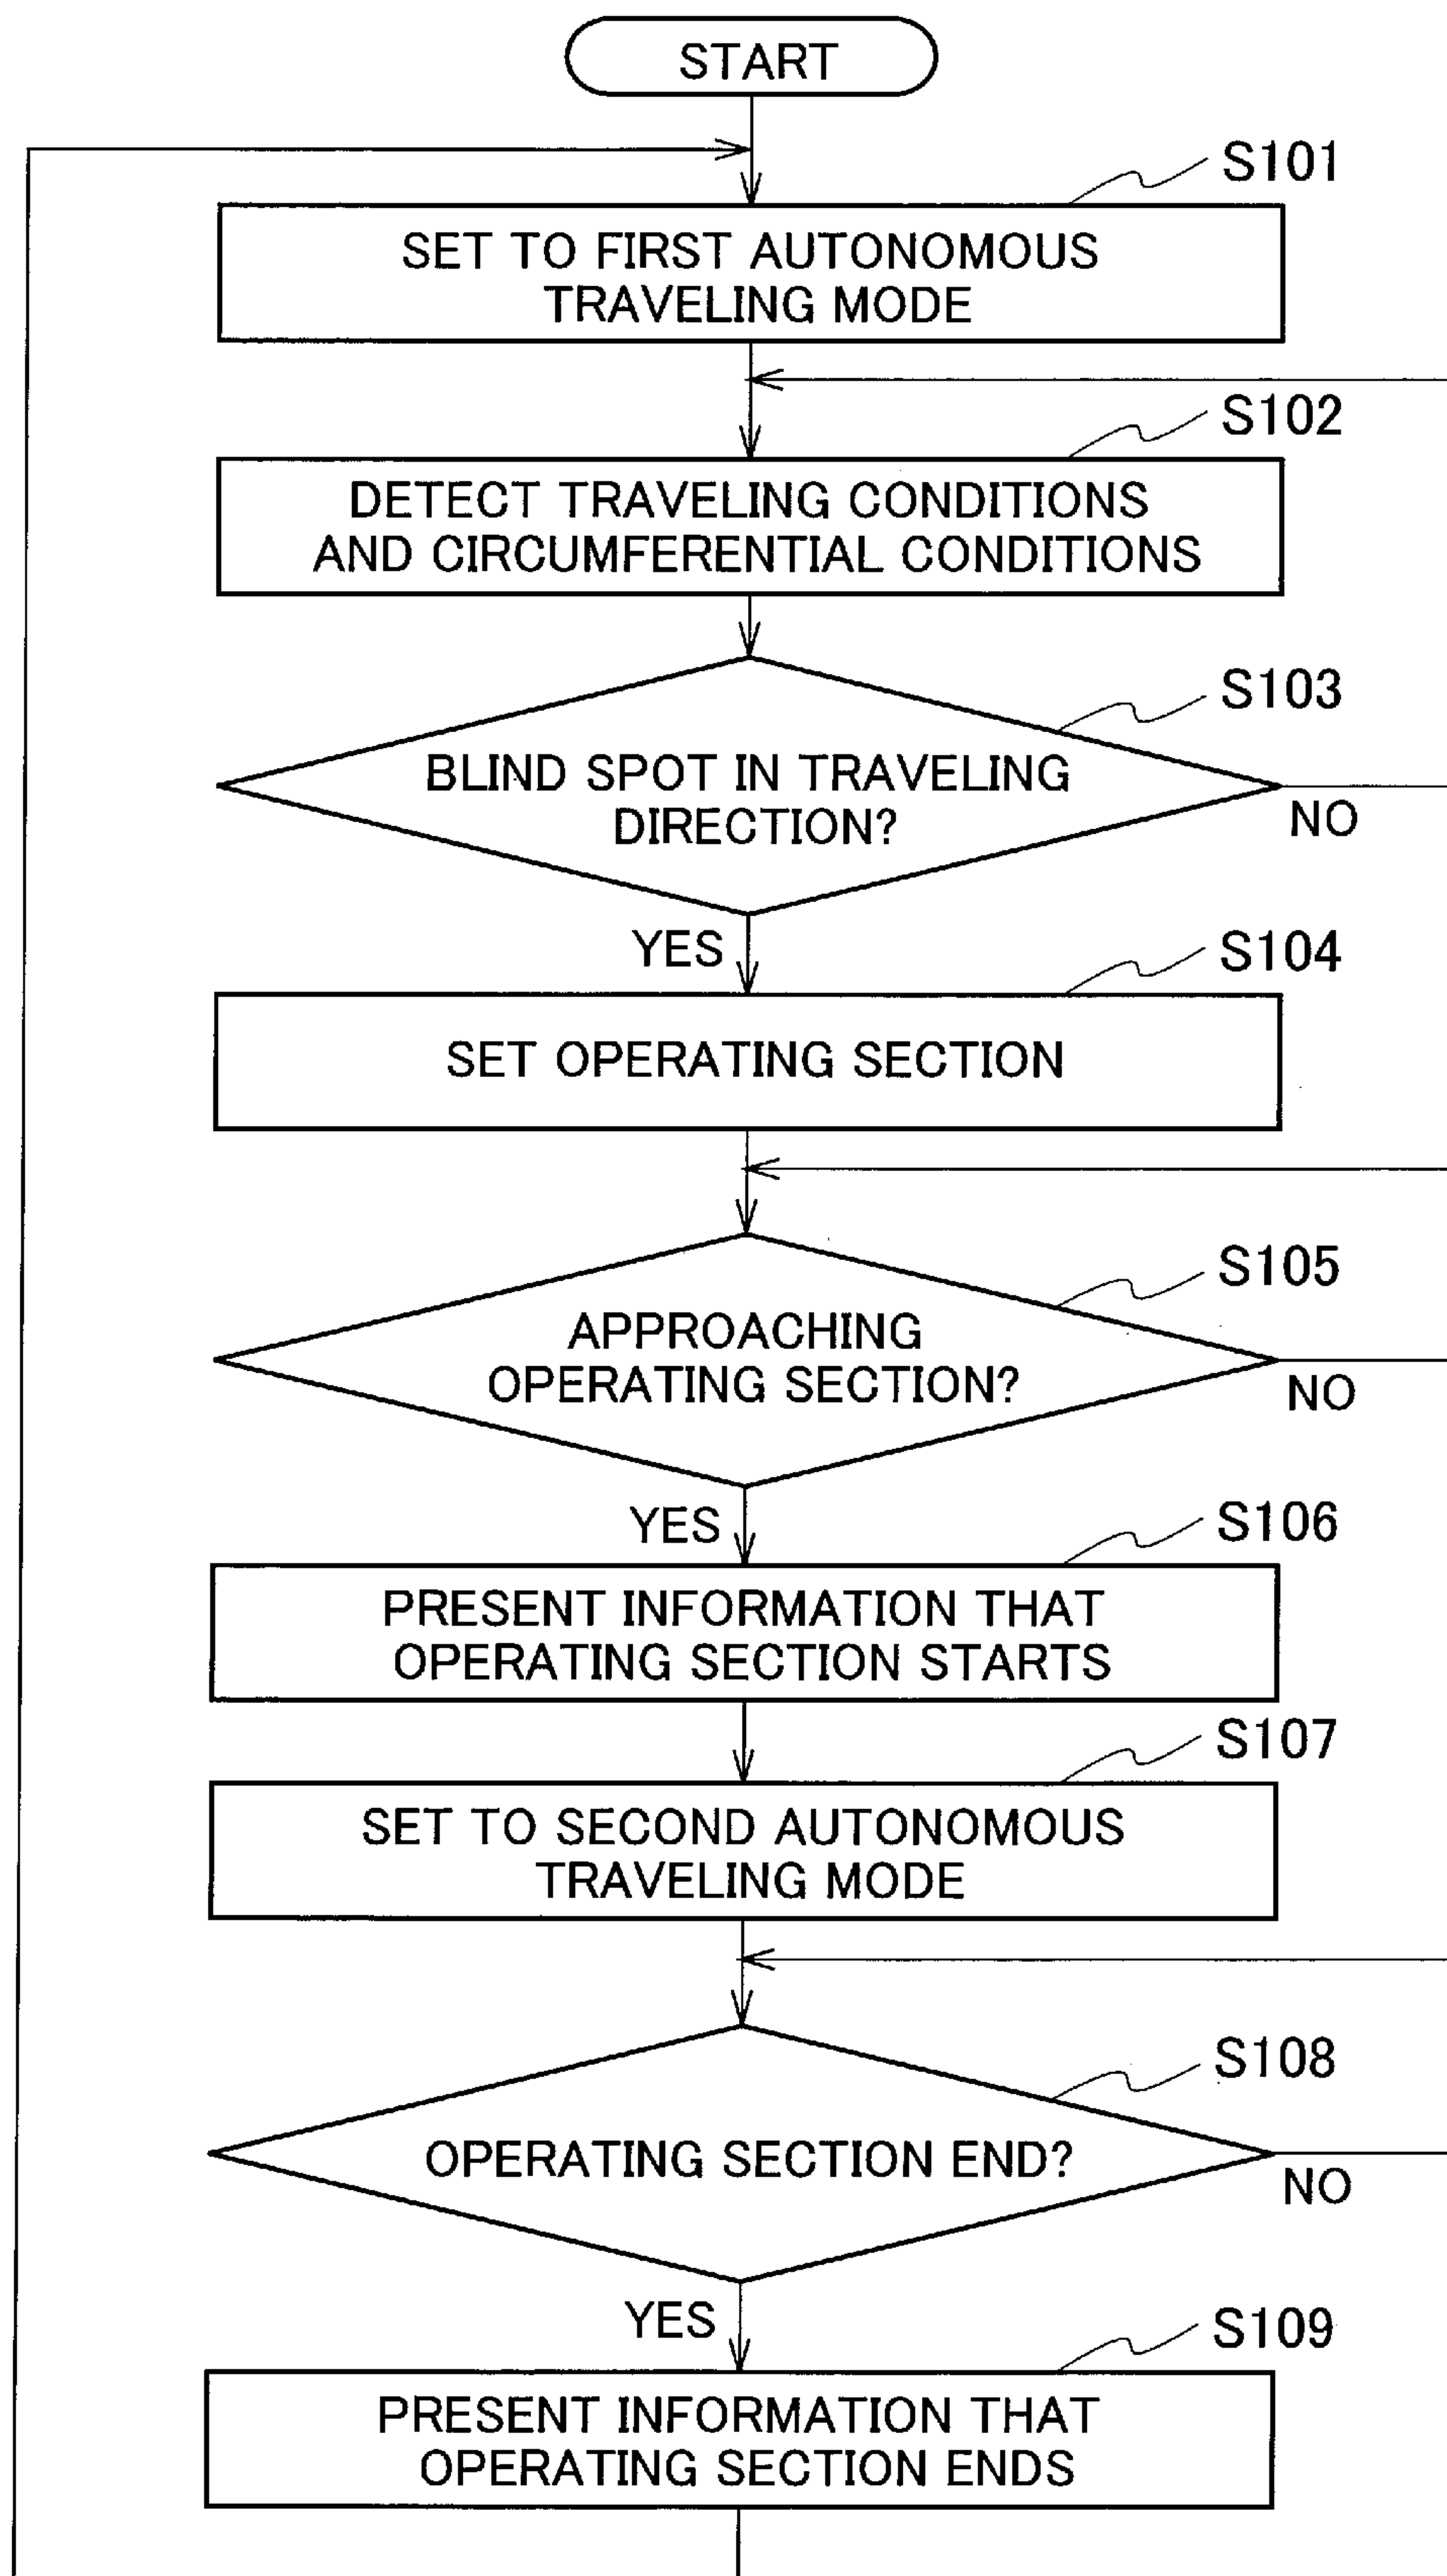 START
S101
SET TO FIRST AUTONOMOUS
TRAVELING MODE
S102
DETECT TRAVELING CONDITIONS
AND CIRCUMFERENTIAL CONDITIONS
S103
BLIND SPOT IN TRAVELING
DIRECTION?
NO
YES
S104
SET OPERATING SECTION
S105
APPROACHING
OPERATING SECTION?
NO
YES
S106
PRESENT INFORMATION THAT
OPERATING SECTION STARTS
S107
SET TO SECOND AUTONOMOUS
TRAVELING MODE
S108
OPERATING SECTION END?
NO
YES
S109
PRESENT INFORMATION THAT
OPERATING SECTION ENDS